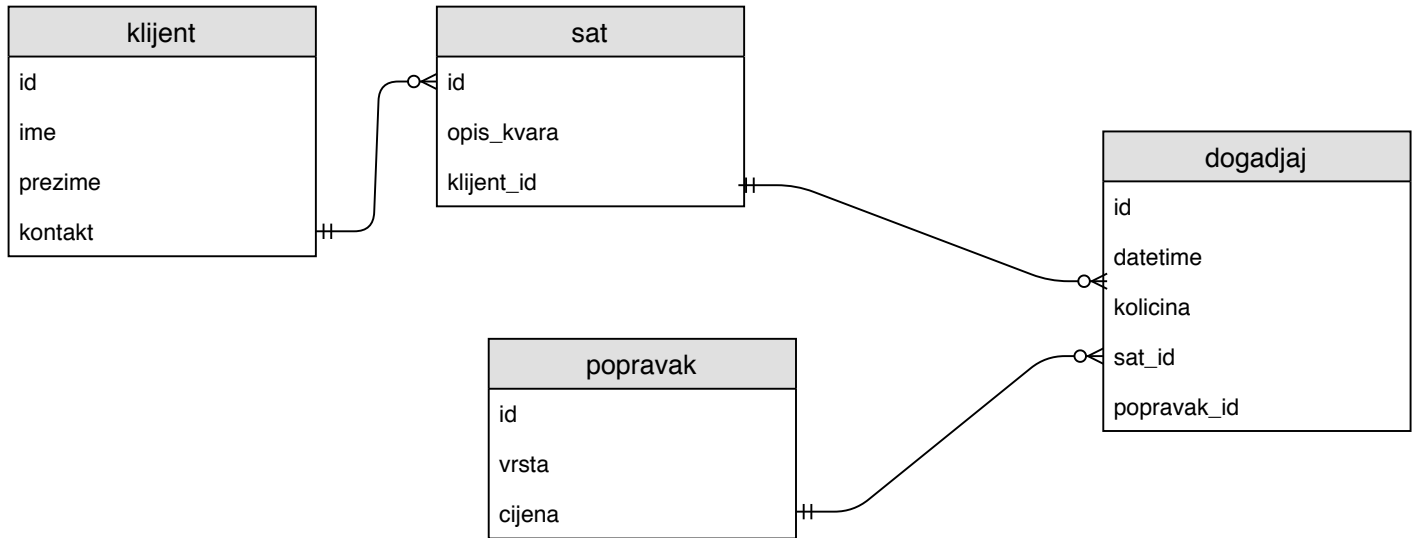 klijent
id
ime
prezime
kontakt
sat
id
opis_kvara
klijent_id
dogadjaj
id
datetime
kolicina
sat_id
popravak_id
popravak
id
vrsta
cijena